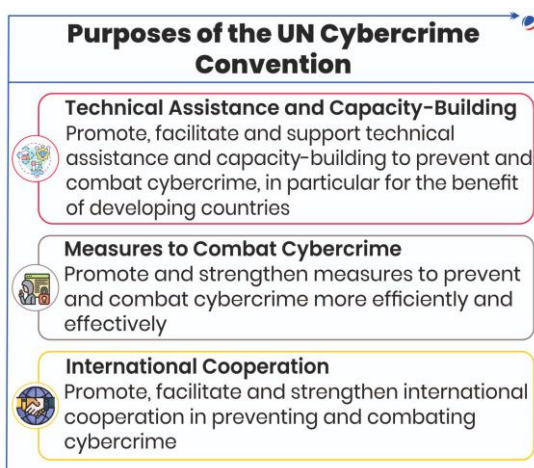 Purposes of the UN Cybercrime
Convention
Technical Assistance and Capacity-Building
Promote, facilitate and support technical
assistance and capacity-building to prevent and
combat cybercrime, in particular for the benefit
of developing countries
Measures to Combat Cybercrime
Promote and strengthen measures to prevent
and combat cybercrime more efficiently and
effectively
International Cooperation
Promote, facilitate and strengthen international
cooperation in preventing and combating
cybercrime